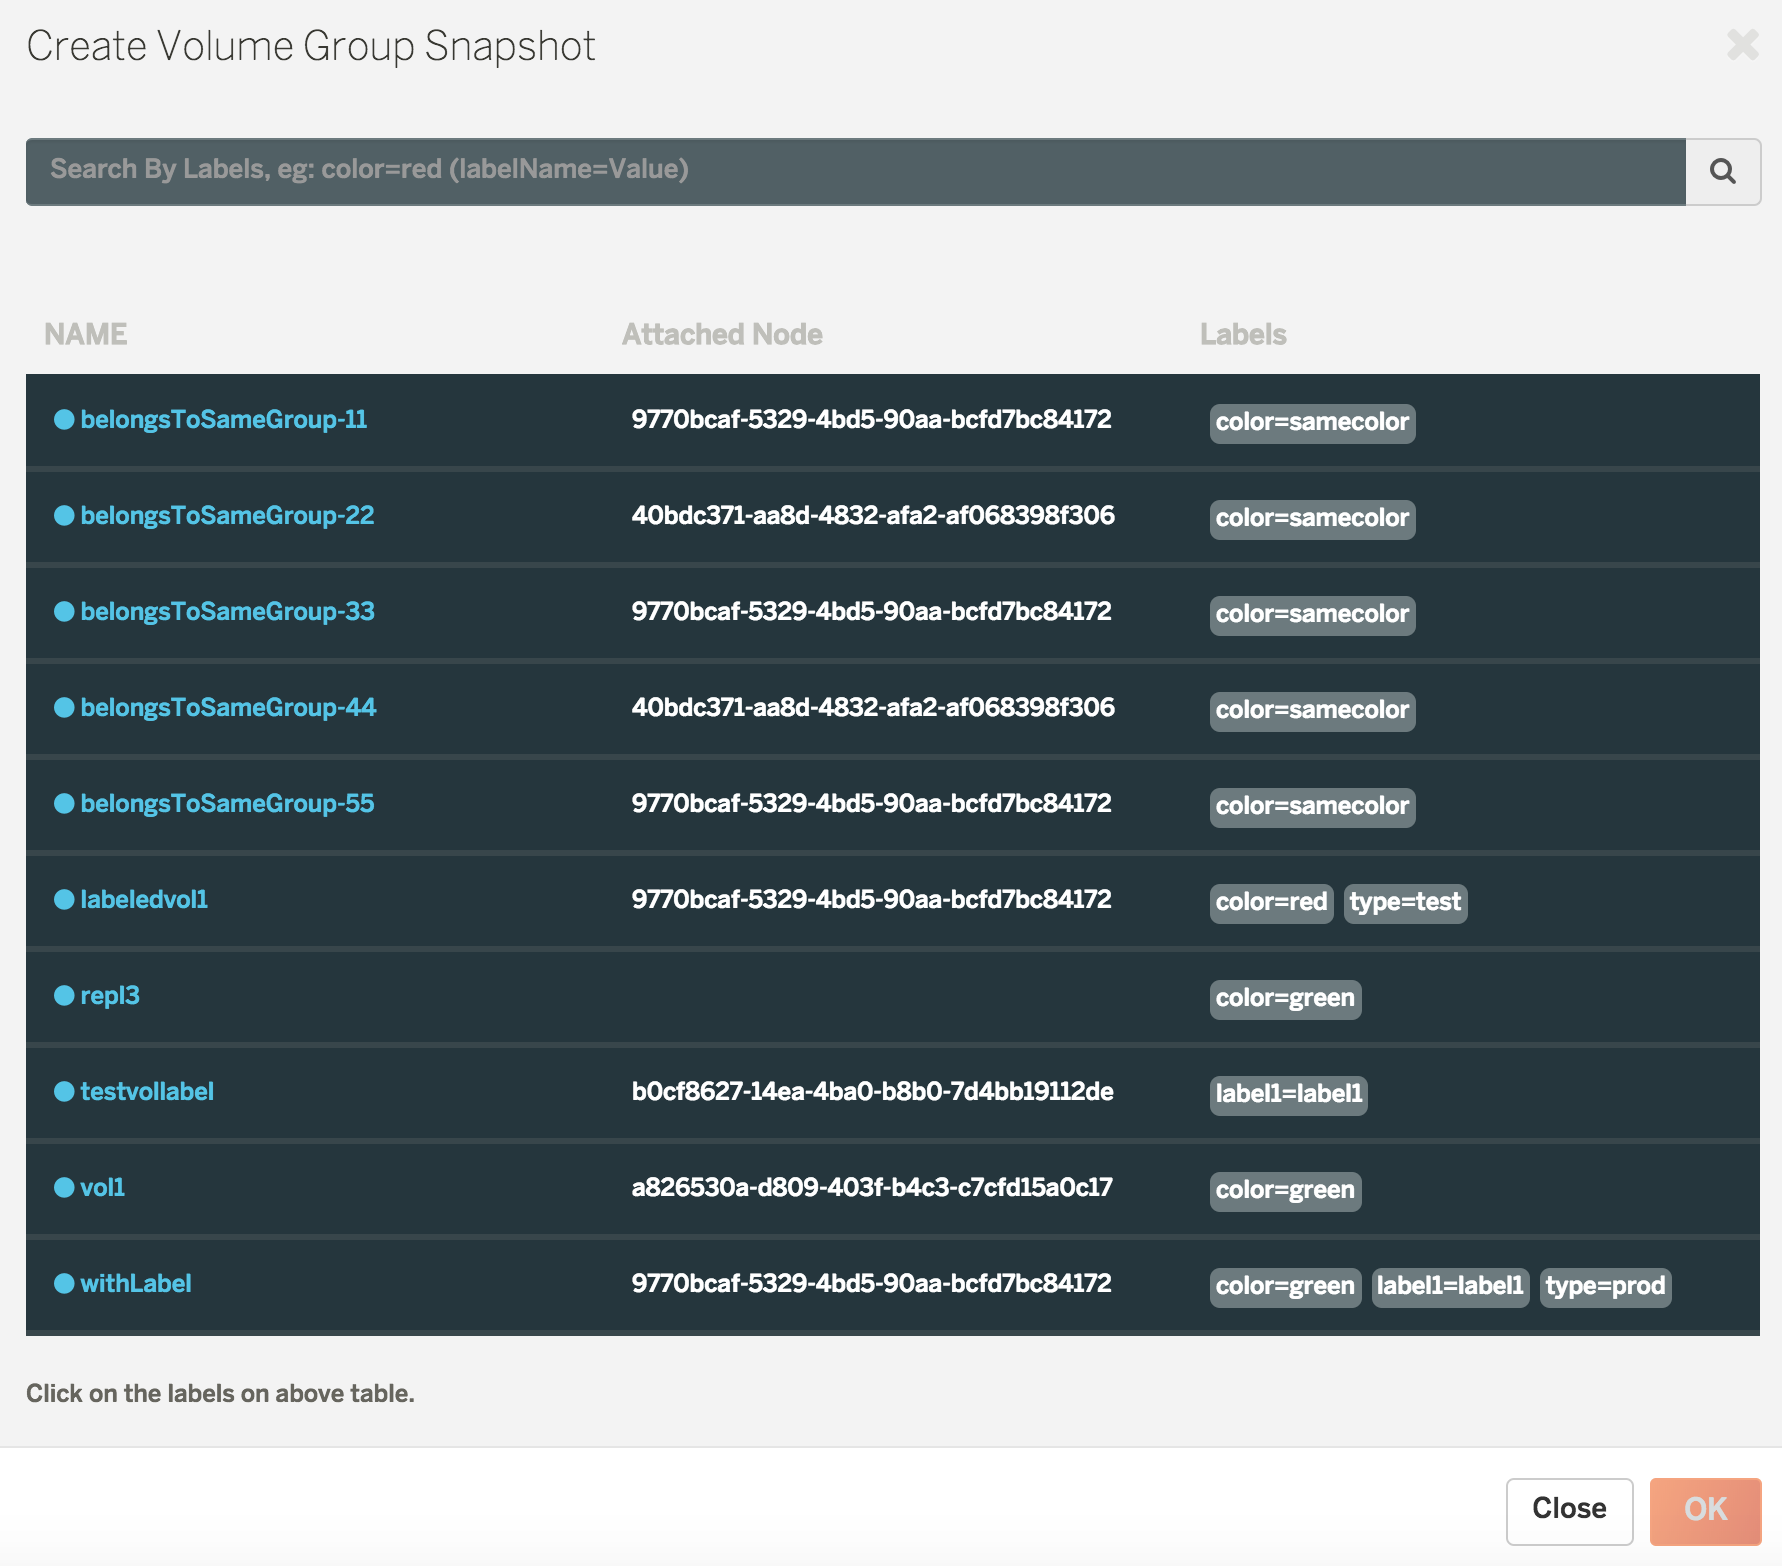 Create Volume Group Snapshot
Search By Labels, eg: color=red (labelName=Value)
NAME Attached Node Labels
belongsToSameGroup-11 9770bcaf-5329-4bd5-90aa-bcfd7bc84172 color=samecolor
belongsToSameGroup-22 40bdc371-aa8d-4832-afa2-af068398f306 color=samecolor
belongsToSameGroup-33 9770bcaf-5329-4bd5-90aa-bcfd7bc84172 color=samecolor
belongsToSameGroup-44 40bdc371-aa8d-4832-afa2-af068398f306 color=samecolor
belongsToSameGroup-55 9770bcaf-5329-4bd5-90aa-bcfd7bc84172 color=samecolor
labeledvol1 9770bcaf-5329-4bd5-90aa-bcfd7bc84172 color=red type=test
repl3 color=green
testvollabel b0cf8627-14ea-4ba0-b8b0-7d4bb19112de label1=label1
vol1 a826530a-d809-403f-b4c3-c7cfd15a0c17 color=green
withLabel 9770bcaf-5329-4bd5-90aa-bcfd7bc84172 color=green label1=label1 type=prod
Click on the labels on above table.
Close OK